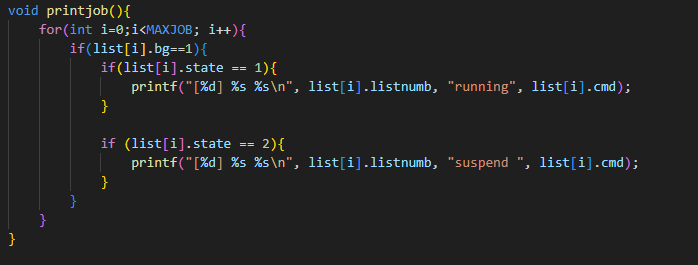 void printjob(){
    for(int i=0;i<MAXJOB; i++){
        if(list[i].bg==1){
            if(list[i].state == 1){
                printf("[%d] %s %s\n", list[i].listnumb, "running", list[i].cmd);
            }

            if (list[i].state == 2){
                printf("[%d] %s %s\n", list[i].listnumb, "suspend ", list[i].cmd);
            }
        }
    }
}